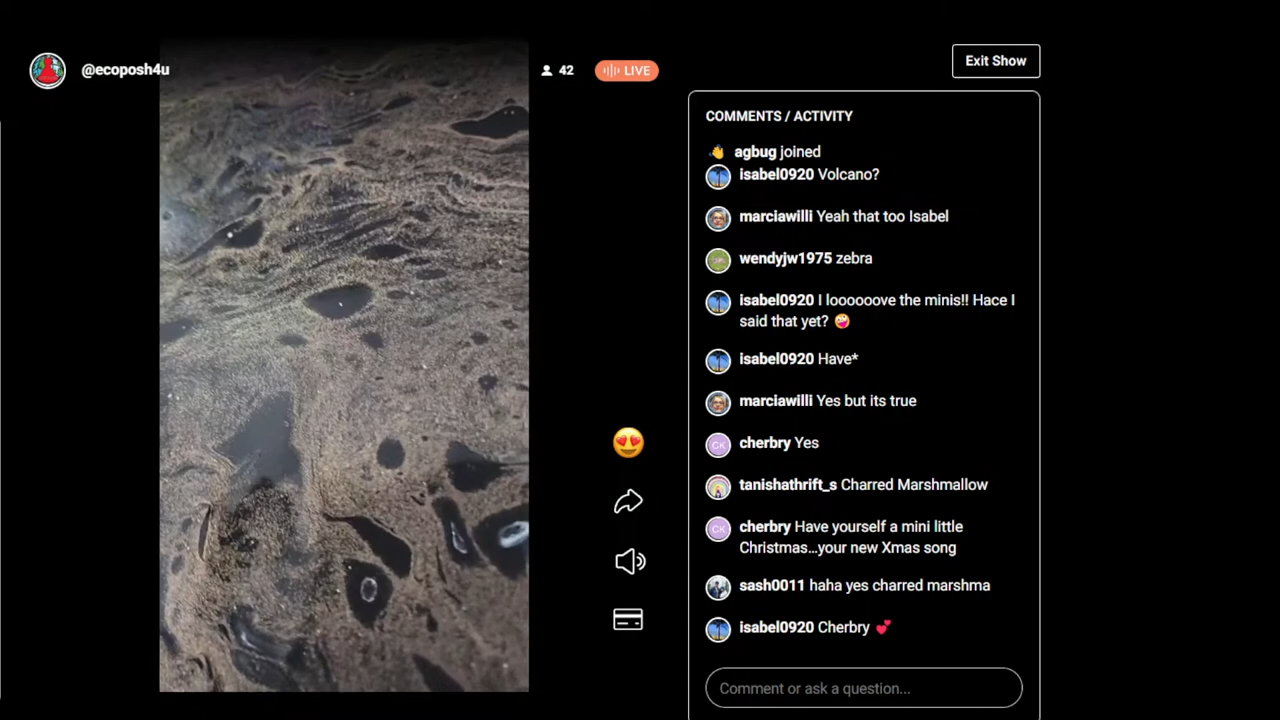 @ecoposh4u
42
LIVE
Exit Show
COMMENTS / ACTIVITY
agbug joined
isabel0920 Volcano?
marciawilli Yeah that too Isabel
wendyjw1975 zebra
isabel0920 I loooooove the minis!! Hace I
said that yet? 🤪
isabel0920 Have*
marciawilli Yes but its true
CK
cherbry Yes
tanishathrift_s Charred Marshmallow
CK
cherbry Have yourself a mini little
Christmas...your new Xmas song
sash0011 haha yes charred marshma
isabel0920 Cherbry 💕
Comment or ask a question...